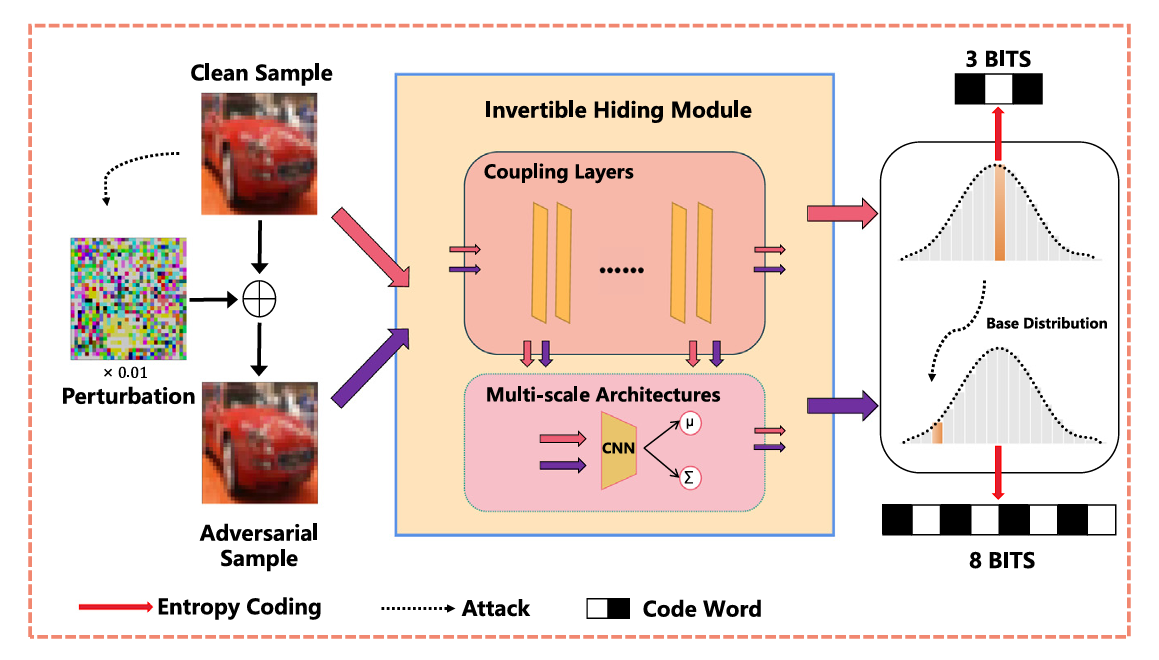 Clean Sample
× 0.01
Perturbation
Adversarial
Sample
Invertible Hiding Module
Coupling Layers
......
Multi-scale Architectures
CNN
μ
Σ
3 BITS
Base Distribution
8 BITS
Entropy Coding
Attack
Code Word